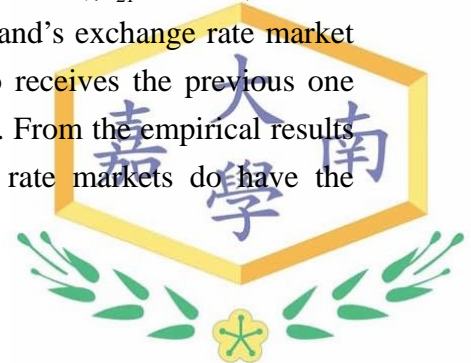 and's exchange rate market
receives the previous one
. From the empirical results
rate markets do have the
嘉大南
學